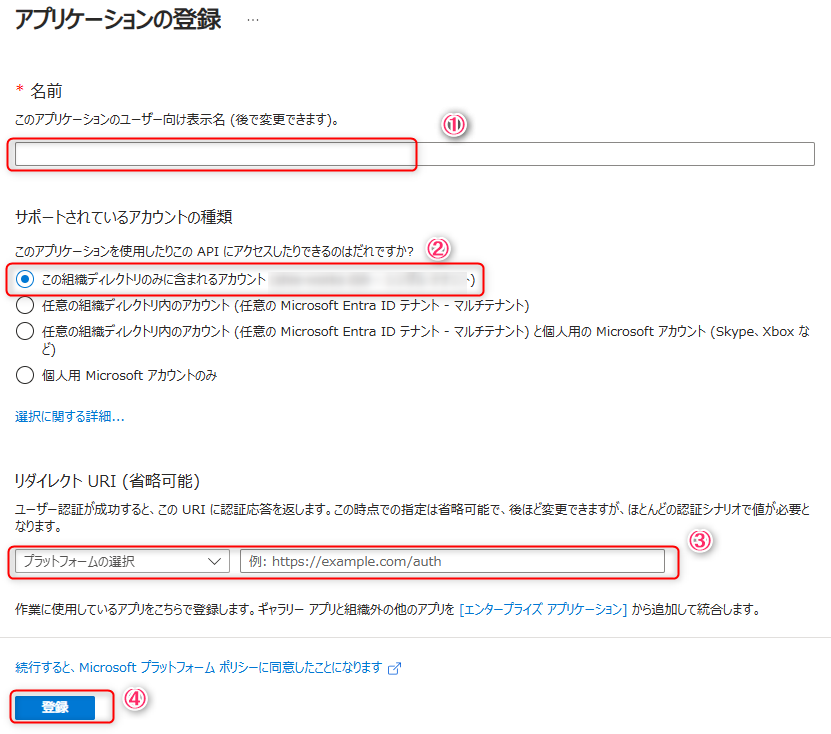 アプリケーションの登録 …
* 名前
このアプリケーションのユーザー向け表示名 (後で変更できます)。
①
サポートされているアカウントの種類
このアプリケーションを使用したりこの API にアクセスしたりできるのはだれですか?
②
この組織ディレクトリのみに含まれるアカウント
任意の組織ディレクトリ内のアカウント (任意の Microsoft Entra ID テナント - マルチテナント)
任意の組織ディレクトリ内のアカウント (任意の Microsoft Entra ID テナント - マルチテナント) と個人用の Microsoft アカウント (Skype、Xbox な
ど)
個人用 Microsoft アカウントのみ
選択に関する詳細...
リダイレクト URI (省略可能)
ユーザー認証が成功すると、この URI に認証応答を返します。この時点での指定は省略可能で、後ほど変更できますが、ほとんどの認証シナリオで値が必要と
なります。
③
プラットフォームの選択 例: https://example.com/auth
作業に使用しているアプリをこちらで登録します。ギャラリー アプリと組織外の他のアプリを [エンタープライズ アプリケーション] から追加して統合します。
続行すると、Microsoft プラットフォーム ポリシーに同意したことになります
登録 ④